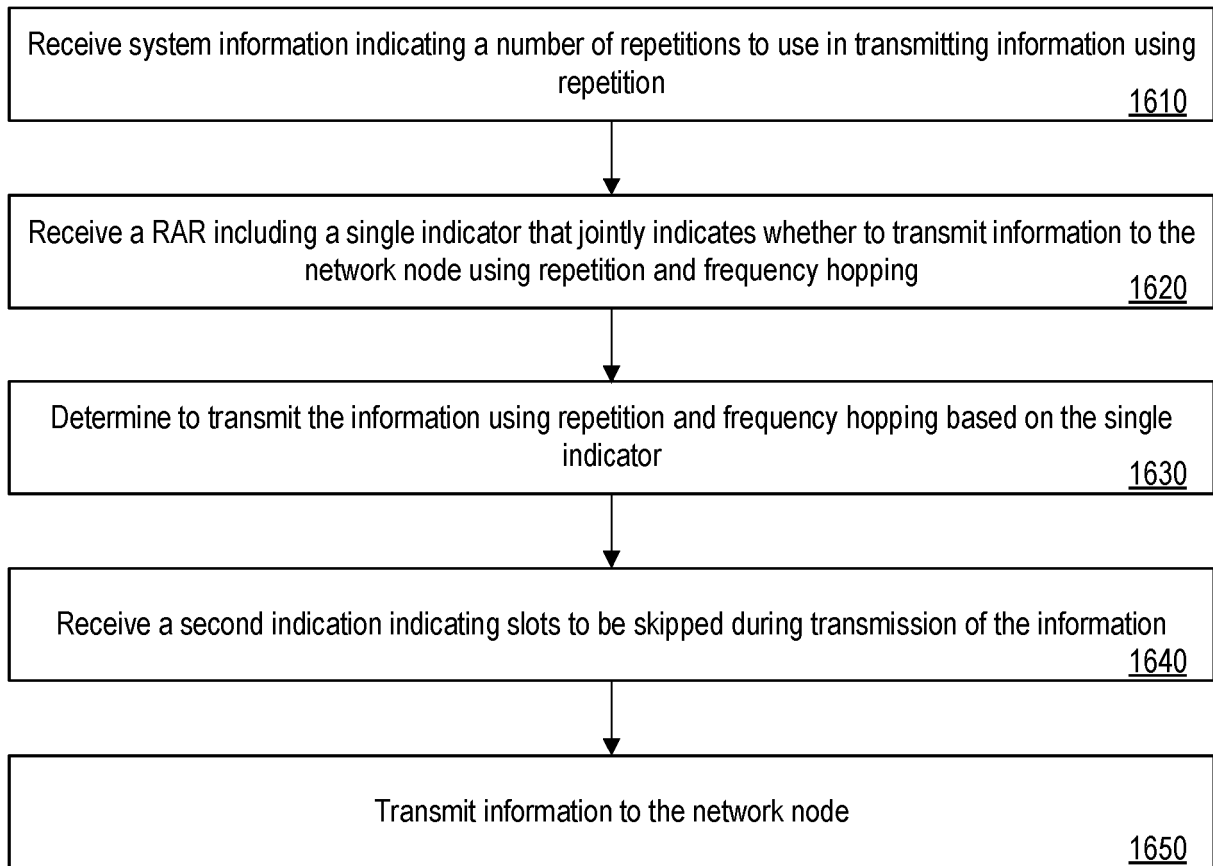 Receive system information indicating a number of repetitions to use in transmitting information using
repetition
1610
Receive a RAR including a single indicator that jointly indicates whether to transmit information to the
network node using repetition and frequency hopping
1620
Determine to transmit the information using repetition and frequency hopping based on the single
indicator
1630
Receive a second indication indicating slots to be skipped during transmission of the information
1640
Transmit information to the network node
1650